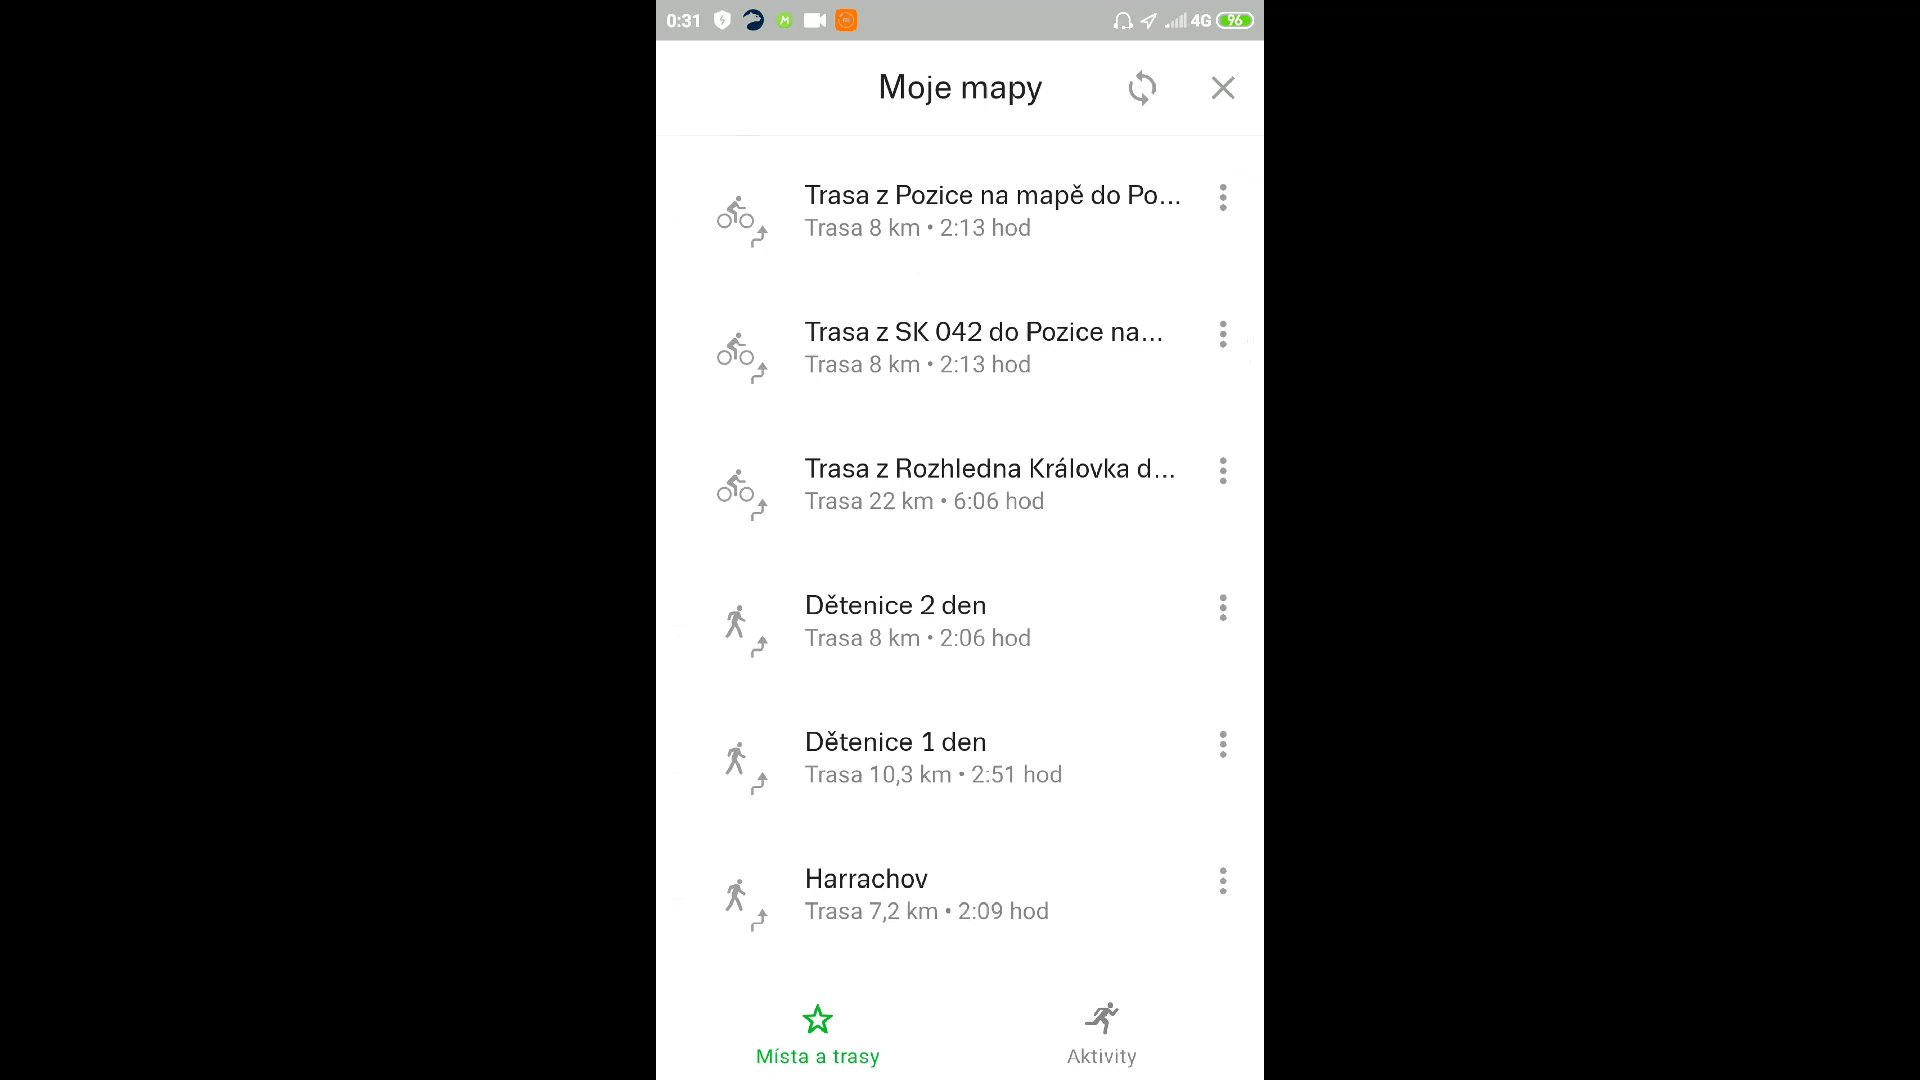 0:31 4G 96
Moje mapy
Trasa z Pozice na mapě do Po...
Trasa 8 km • 2:13 hod
Trasa z SK 042 do Pozice na...
Trasa 8 km • 2:13 hod
Trasa z Rozhledna Královka d...
Trasa 22 km • 6:06 hod
Dětenice 2 den
Trasa 8 km • 2:06 hod
Dětenice 1 den
Trasa 10,3 km • 2:51 hod
Harrachov
Trasa 7,2 km • 2:09 hod
Místa a trasy
Aktivity